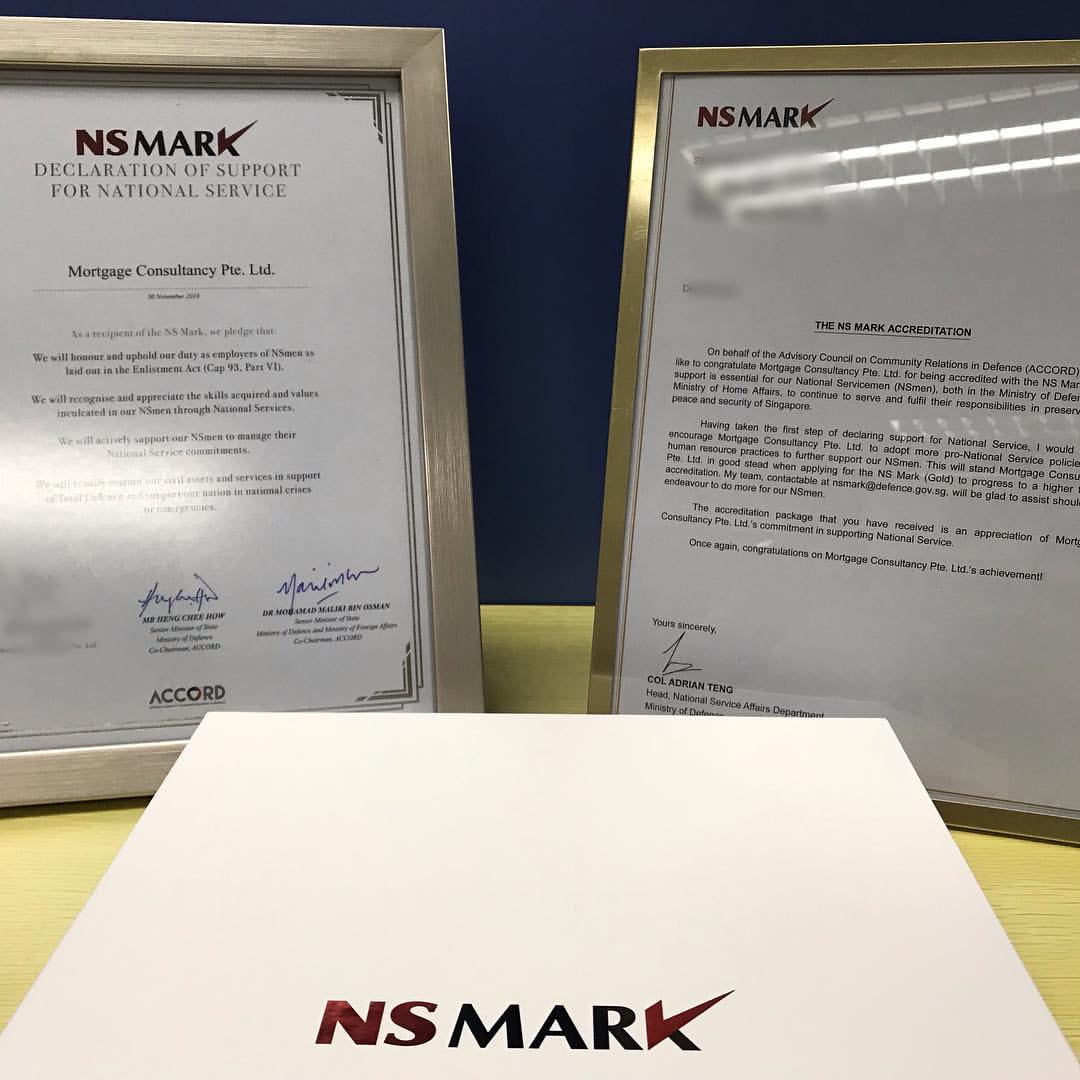 NS MARK
DECLARATION OF SUPPORT
FOR NATIONAL SERVICE
Mortgage Consultancy Pte. Ltd.
30 November 2019
As a recipient of the NS Mark, we pledge that:
We will honour and uphold our duty as employers of NSmen as
laid out in the Enlistment Act (Cap 93, Part VI).
We will recognise and appreciate the skills acquired and values
inculcated in our NSmen through National Services.
We will actively support our NSmen to manage their
National Service commitments.
We will readily our civil assets and services in support
of Total Defence and support our nation in national crises
or emergencies.
MR HENG CHEE HOW
Senior Minister of State
Ministry of Defence
Co-Chairman, ACCORD
DR MOHAMAD MALIKI BIN OSMAN
Senior Minister of State
Ministry of Defence and Ministry of Foreign Affairs
Co-Chairman, ACCORD
ACCORD
NS MARK
THE NS MARK ACCREDITATION
On behalf of the Advisory Council on Community Relations in Defence (ACCORD)
like to congratulate Mortgage Consultancy Pte. Ltd. for being accredited with the NS Mar
support is essential for our National Servicemen (NSmen), both in the Ministry of Defen
Ministry of Home Affairs, to continue to serve and fulfil their responsibilities in preserv
peace and security of Singapore.
Having taken the first step of declaring support for National Service, I would
encourage Mortgage Consultancy Pte. Ltd. to adopt more pro-National Service policies
human resource practices to further support our NSmen. This will stand Mortgage Consu
Pte. Ltd. in good stead when applying for the NS Mark (Gold) to progress to a higher t
accreditation. My team, contactable at nsmark@defence.gov.sg, will be glad to assist shoul
endeavour to do more for our NSmen.
The accreditation package that you have received is an appreciation of Mortg
Consultancy Pte. Ltd.'s commitment in supporting National Service.
Once again, congratulations on Mortgage Consultancy Pte. Ltd.'s achievement!
Yours sincerely,
COL ADRIAN TENG
Head, National Service Affairs Department
Ministry of Defence
NS MARK